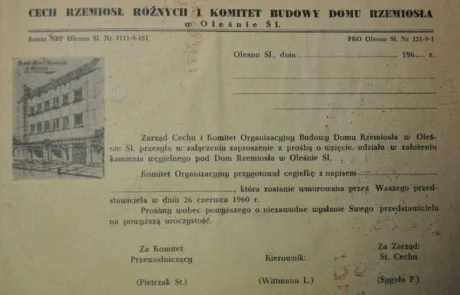 CECH RZEMIOSŁ RÓŻNYCH I KOMITET BUDOWY DOMU RZEMIOSŁA
w Oleśnie Śl.
Konto NBP Olesno Śl. Nr 1111-9-161 PKO Olesno Śl. Nr 121-9-1
Olesno Śl., dnia 196 r.
Zarząd Cechu i Komitet Organizacyjny Budowy Domu Rzemiosła w Oleś-
nie Śl. przesyła w załączeniu zaproszenie z prośbą o wzięcie udziału w założeniu
kamienia węgielnego pod Dom Rzemiosła w Oleśnie Śl.
Komitet Organizacyjny przygotował cegiełkę z napisem
, która zostanie wmurowana przez Waszego przed-
stawiciela w dniu 26 czerwca 1960 r.
Prosimy wobec powyższego o niezawodne wysłanie Swego przedstawiciela
na powyższą uroczystość.
Za Komitet: Za Zarząd:
Przewodniczący Kierownik: St. Cechu
(Pietrzak St.) (Wittmann L.) (Syguła P.)